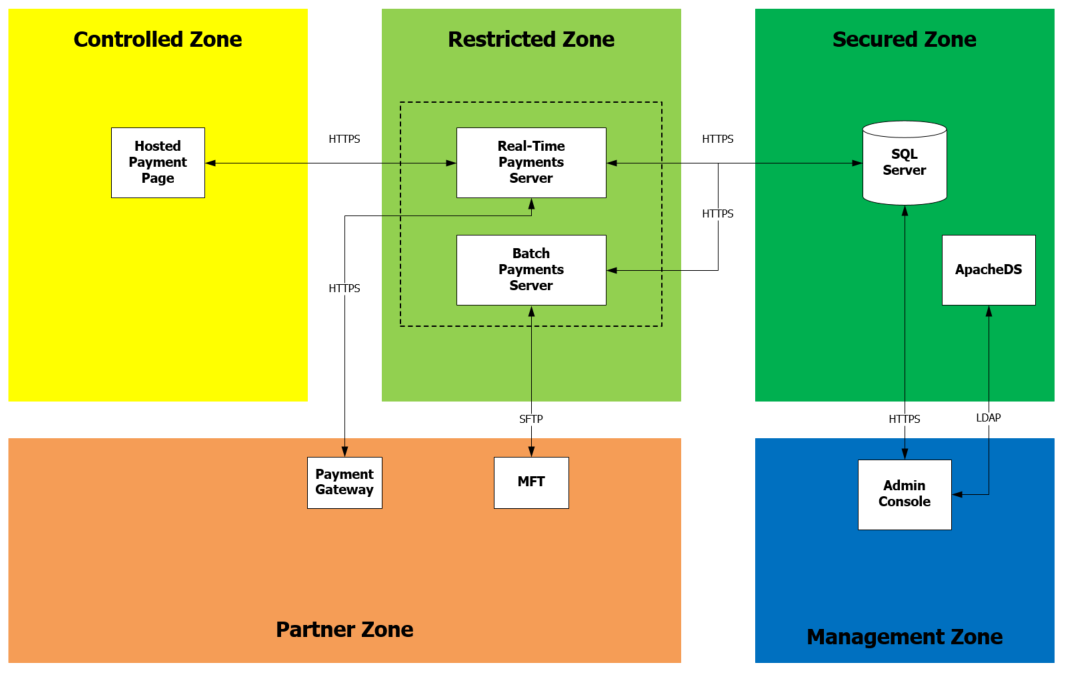 Controlled Zone
Restricted Zone
Secured Zone
Hosted
Payment
Page
HTTPS
Real-Time
Payments
Server
HTTPS
SQL
Server
HTTPS
Batch
Payments
Server
ApacheDS
HTTPS
SFTP
HTTPS
LDAP
Payment
Gateway
MFT
Admin
Console
Partner Zone
Management Zone